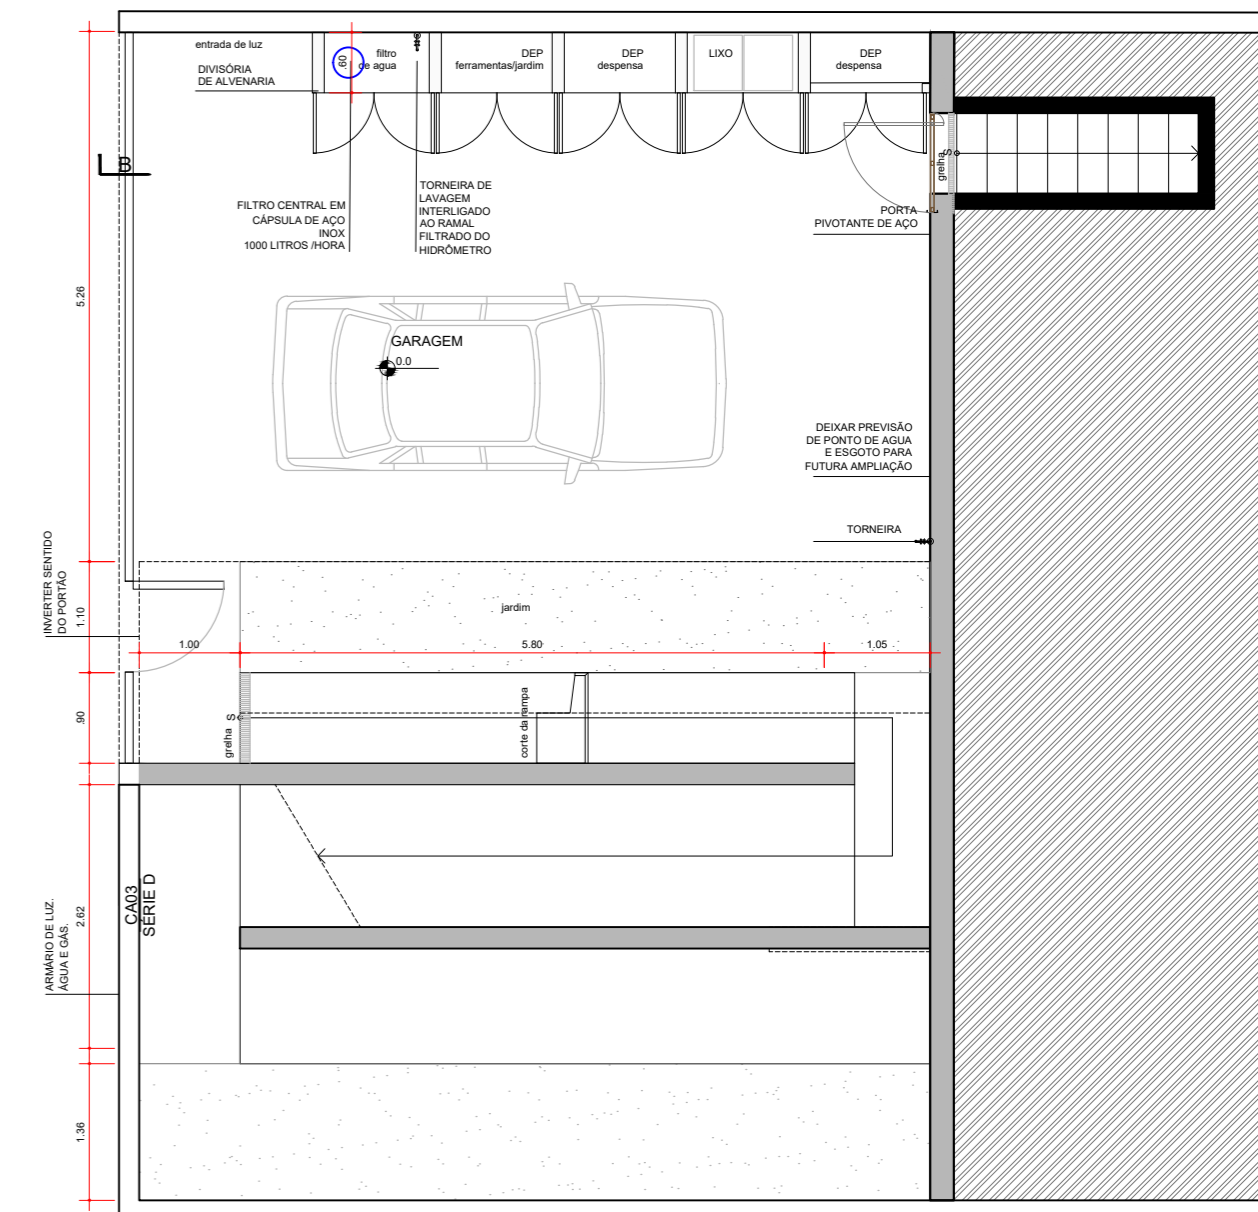 entrada de luz
DIVISÓRIA
DE ALVENARIA
.60
filtro
de agua
DEP
ferramentas/jardim
DEP
despensa
LIXO
DEP
despensa
B
FILTRO CENTRAL EM
CÁPSULA DE AÇO
INOX
1000 LITROS /HORA
TORNEIRA DE
LAVAGEM
INTERLIGADO
AO RAMAL
FILTRADO DO
HIDRÔMETRO
grelha
S
PORTA
PIVOTANTE DE AÇO
5.26
GARAGEM
0.0
DEIXAR PREVISÃO
DE PONTO DE AGUA
E ESGOTO PARA
FUTURA AMPLIAÇÃO
TORNEIRA
INVERTER SENTIDO
DO PORTÃO
1.10
jardim
1.00
5.80
1.05
.90
grelha
S
corte da rampa
CA03
SÉRIE D
2.62
ARMÁRIO DE LUZ.
ÁGUA E GÁS.
1.36